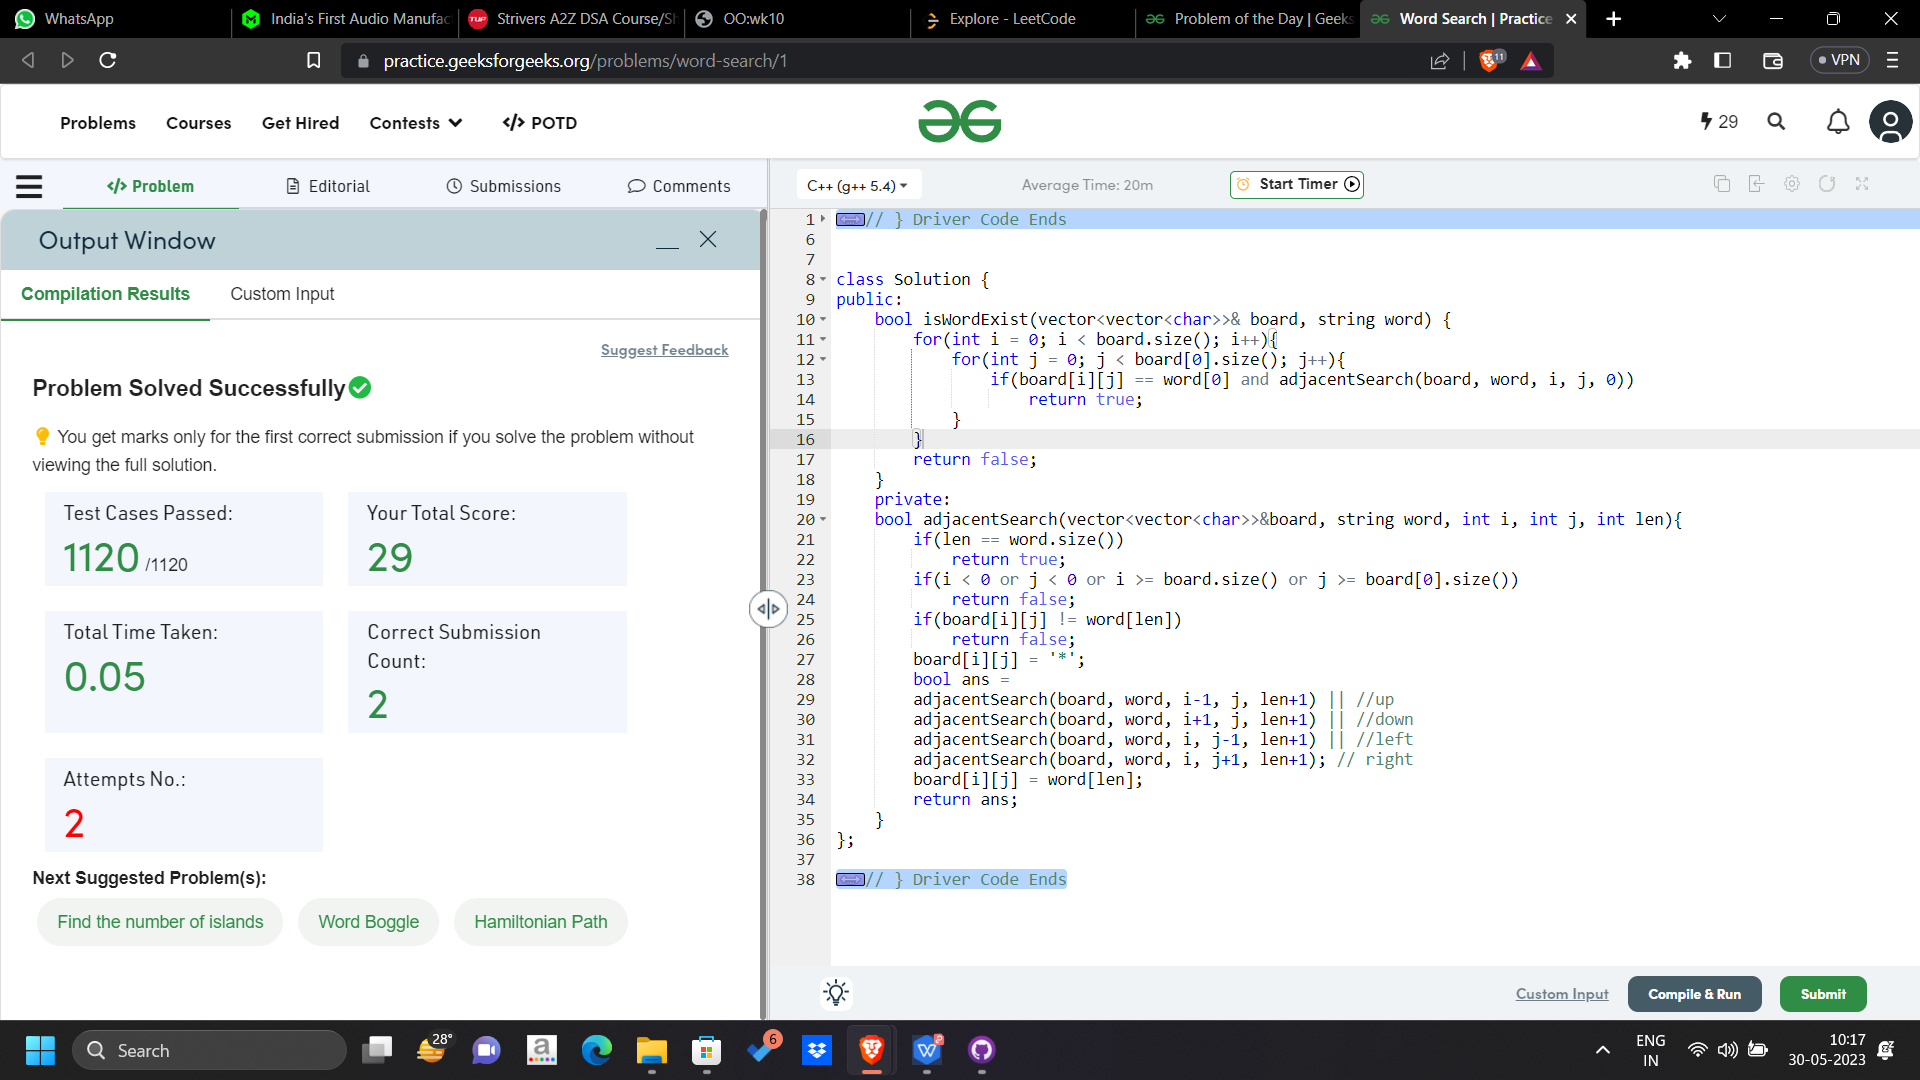 WhatsApp
India's First Audio Manufac
Strivers A2Z DSA Course/Sh
OO:wk10
Explore - LeetCode
Problem of the Day | Geeks
Word Search | Practice
practice.geeksforgeeks.org/problems/word-search/1
11
VPN
Problems
Courses
Get Hired
Contests
</> POTD
29
</> Problem
Editorial
Submissions
Comments
C++ (g++ 5.4)
Average Time: 20m
Start Timer
Output Window
Compilation Results
Custom Input
Suggest Feedback
Problem Solved Successfully
You get marks only for the first correct submission if you solve the problem without
viewing the full solution.
Test Cases Passed:
1120 /1120
Your Total Score:
29
Total Time Taken:
0.05
Correct Submission
Count:
2
Attempts No.:
2
Next Suggested Problem(s):
Find the number of islands
Word Boggle
Hamiltonian Path
1 // } Driver Code Ends
6
7
8 class Solution {
9 public:
10 bool isWordExist(vector<vector<char>>& board, string word) {
11 for(int i = 0; i < board.size(); i++){
12 for(int j = 0; j < board[0].size(); j++){
13 if(board[i][j] == word[0] and adjacentSearch(board, word, i, j, 0))
14 return true;
15 }
16 }
17 return false;
18 }
19 private:
20 bool adjacentSearch(vector<vector<char>>&board, string word, int i, int j, int len){
21 if(len == word.size())
22 return true;
23 if(i < 0 or j < 0 or i >= board.size() or j >= board[0].size())
24 return false;
25 if(board[i][j] != word[len])
26 return false;
27 board[i][j] = '*';
28 bool ans =
29 adjacentSearch(board, word, i-1, j, len+1) || //up
30 adjacentSearch(board, word, i+1, j, len+1) || //down
31 adjacentSearch(board, word, i, j-1, len+1) || //left
32 adjacentSearch(board, word, i, j+1, len+1); // right
33 board[i][j] = word[len];
34 return ans;
35 }
36 };
37
38 // } Driver Code Ends
Custom Input
Compile & Run
Submit
Search
28°
6
ENG
IN
10:17
30-05-2023